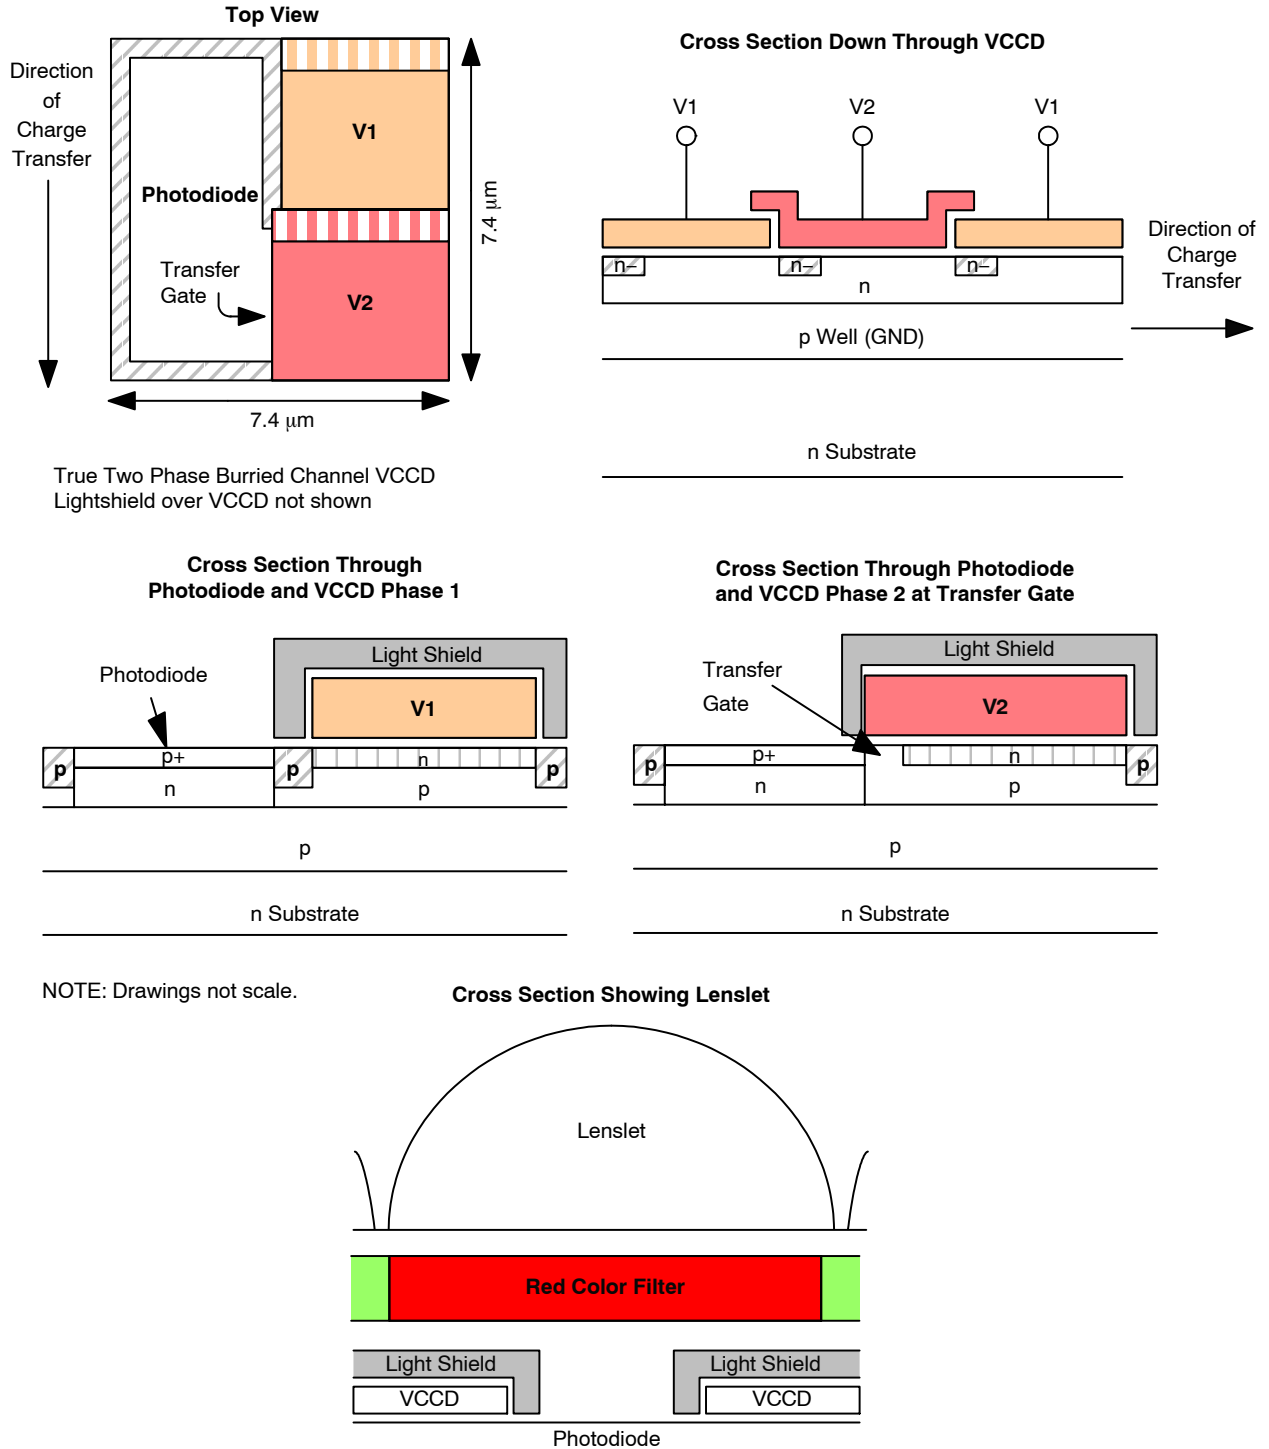 Top View
Direction
of
Charge
Transfer
V1
Photodiode
Transfer
Gate
V2
7.4 μm
7.4 μm
True Two Phase Burried Channel VCCD
Lightshield over VCCD not shown
Cross Section Down Through VCCD
V1 V2 V1
n− n− n−
n
p Well (GND)
n Substrate
Direction of
Charge
Transfer
Cross Section Through
Photodiode and VCCD Phase 1
Photodiode
Light Shield
V1
p p+ p n p
n p
p
n Substrate
Cross Section Through Photodiode
and VCCD Phase 2 at Transfer Gate
Transfer
Gate
Light Shield
V2
p p+ n p
n p
p
n Substrate
NOTE: Drawings not scale.
Cross Section Showing Lenslet
Lenslet
Red Color Filter
Light Shield Light Shield
VCCD VCCD
Photodiode